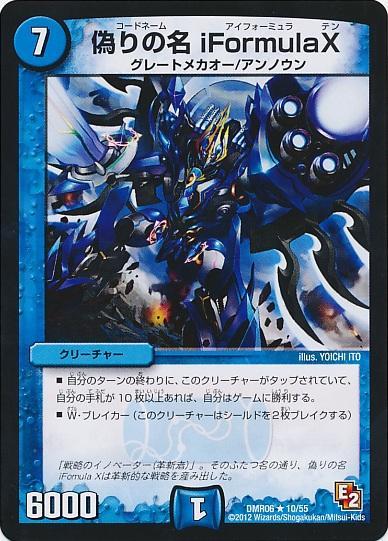 7
コードネーム アイフォーミュラ テン
偽りの名 iFormulaX
グレートメカオー/アンノウン
illus. YOICHI ITO
クリーチャー
■ 自分のターンの終わりに、このクリーチャーがタップされていて、
自分の手札が 10 枚以上あれば、自分はゲームに勝利する。
■ W・ブレイカー (このクリーチャーはシールドを2枚ブレイクする)
「戦略のイノベーター(革新者)」。そのふたつ名の通り、偽りの名
iFomula Xは革新的な戦略を産み出した。
6000
1
E2
DMR06 ★ 10/55
©2012 Wizards/Shogakukan/Mitsui-Kids